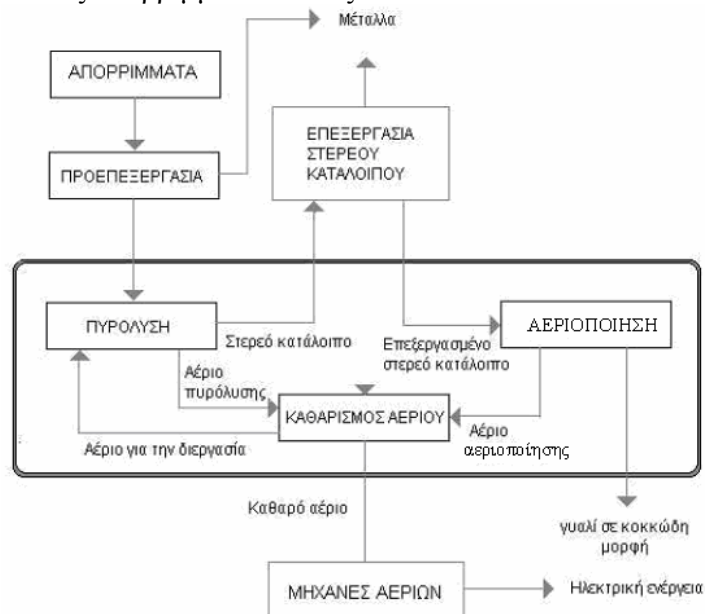 Μέταλλα
ΑΠΟΡΡΙΜΜΑΤΑ
ΕΠΕΞΕΡΓΑΣΙΑ
ΣΤΕΡΕΟΥ
ΚΑΤΑΛΟΙΠΟΥ
ΠΡΟΕΠΕΞΕΡΓΑΣΙΑ
ΠΥΡΟΛΥΣΗ
Στερεό κατάλοιπο
ΑΕΡΙΟΠΟΙΗΣΗ
Επεξεργασμένο
στερεό κατάλοιπο
Αέριο
πυρόλυσης
ΚΑΘΑΡΙΣΜΟΣ ΑΕΡΙΟΥ
Αέριο για την διεργασία
Αέριο
αεριοποίησης
Καθαρό αέριο
γυαλί σε κοκκώδη
μορφή
ΜΗΧΑΝΕΣ ΑΕΡΙΩΝ
Ηλεκτρική ενέργεια